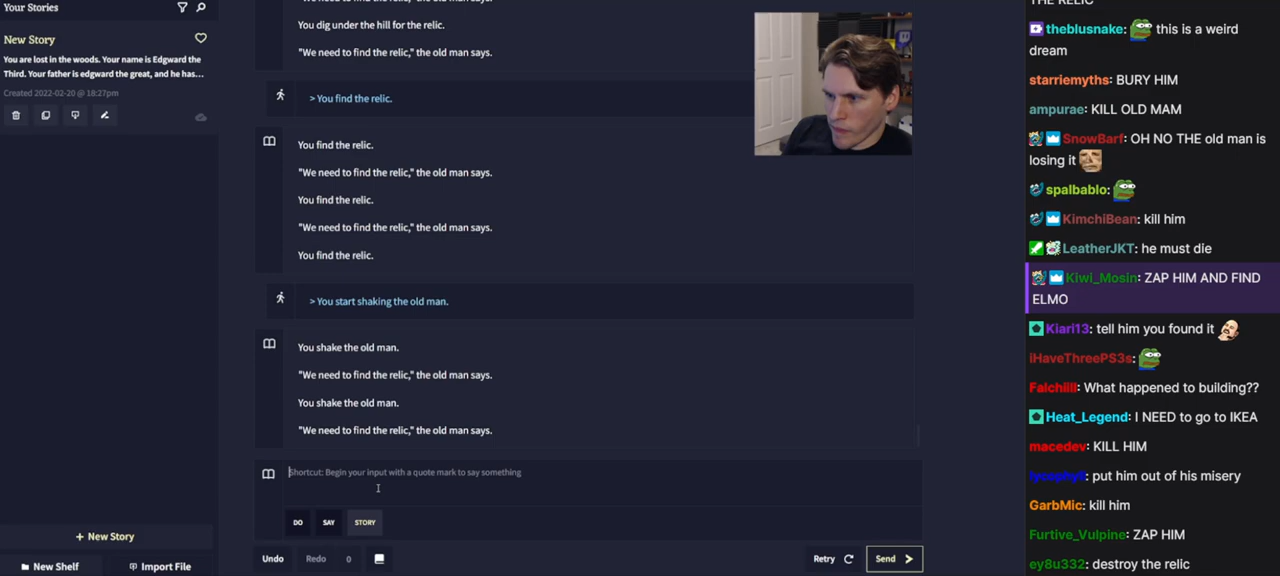 Your Stories
New Story
You are lost in the woods. Your name is Edgward the
Third. Your father is edgward the great, and he has...
Created 2022-02-20 @ 18:27pm
+ New Story
New Shelf
Import File
You dig under the hill for the relic.
"We need to find the relic," the old man says.
> You find the relic.
You find the relic.
"We need to find the relic," the old man says.
You find the relic.
"We need to find the relic," the old man says.
You find the relic.
> You start shaking the old man.
You shake the old man.
"We need to find the relic," the old man says.
You shake the old man.
"We need to find the relic," the old man says.
Shortcut: Begin your input with a quote mark to say something
DO
SAY
STORY
Undo
Redo
0
Retry
Send
THE RELIC
theblusnake: this is a weird
dream
starriemyths: BURY HIM
ampurae: KILL OLD MAM
SnowBarf: OH NO THE old man is
losing it
spalbablo:
KimchiBean: kill him
LeatherJKT: he must die
Kiwi_Mosin: ZAP HIM AND FIND
ELMO
Kiari13: tell him you found it
iHaveThreePS3s:
Falchiill: What happened to building??
Heat_Legend: I NEED to go to IKEA
macedev: KILL HIM
put him out of his misery
GarbMic: kill him
Furtive_Vulpine: ZAP HIM
ey8u332: destroy the relic